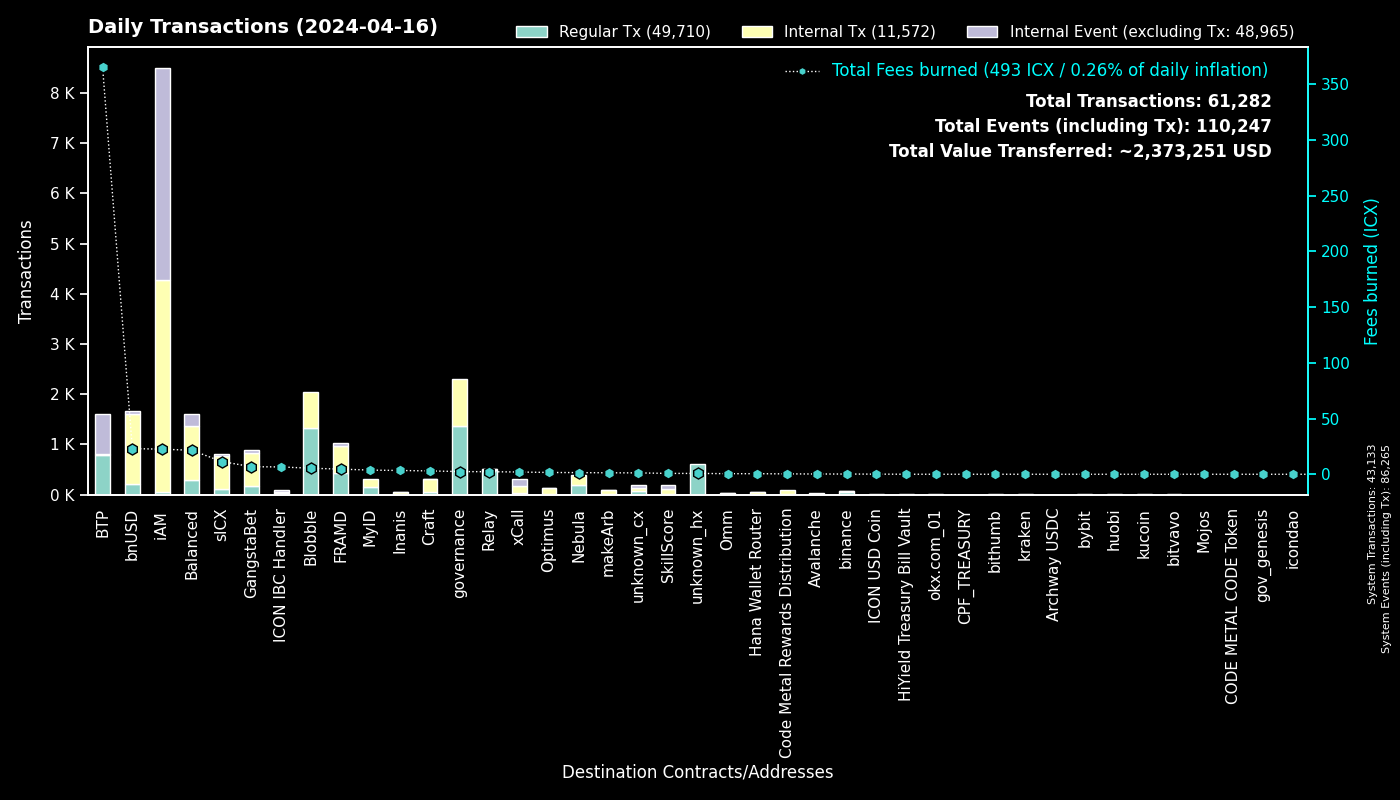 Daily Transactions (2024-04-16)
Regular Tx (49,710)
Internal Tx (11,572)
Internal Event (excluding Tx: 48,965)
Total Fees burned (493 ICX / 0.26% of daily inflation)
Total Transactions: 61,282
Total Events (including Tx): 110,247
Total Value Transferred: ~2,373,251 USD
Transactions
8 K
7 K
6 K
5 K
4 K
3 K
2 K
1 K
0 K
350
300
250
200
150
100
50
0
Fees burned (ICX)
BTP
bnUSD
iAM
Balanced
sICX
GangstaBet
ICON IBC Handler
Blobble
FRAMD
MyID
Inanis
Craft
governance
Relay
xCall
Optimus
Nebula
makeArb
unknown_cx
SkillScore
unknown_hx
Omm
Hana Wallet Router
Code Metal Rewards Distribution
Avalanche
binance
ICON USD Coin
HiYield Treasury Bill Vault
okx.com_01
CPF_TREASURY
bithumb
kraken
Archway USDC
bybit
huobi
kucoin
bitvavo
Mojos
CODE METAL CODE Token
gov_genesis
icondao
Destination Contracts/Addresses
System Transactions: 43,133
System Events (including Tx): 86,265